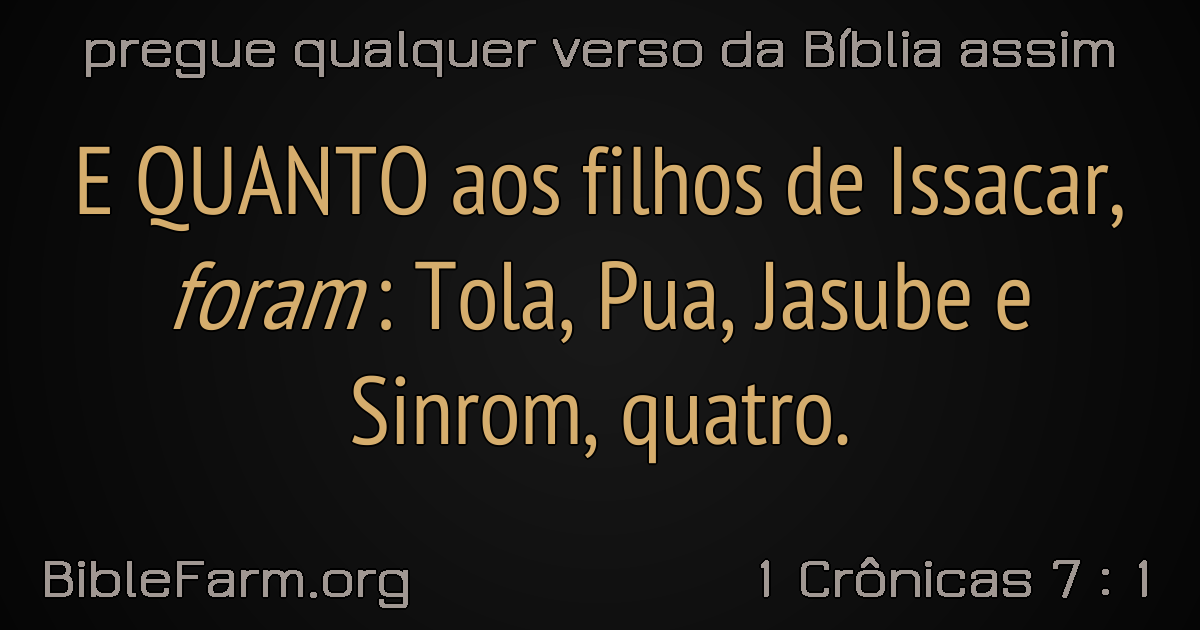 pregue qualquer verso da Bíblia assim
E QUANTO aos filhos de Issacar,
foram: Tola, Pua, Jasube e
Sinrom, quatro.
BibleFarm.org
1 Crônicas 7 : 1